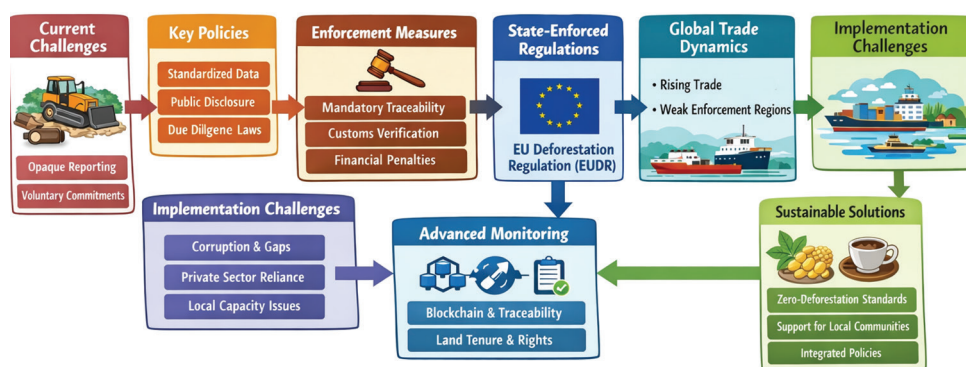 Current
Challenges
Opaque Reporting
Voluntary Commitments
Key Policies
Standardized Data
Public Disclosure
Due Dilgenc Laws
Enforcement Measures
Mandatory Traceability
Customs Verification
Financial Penalties
State-Enforced
Regulations
EU Deforestation
Regulation (EUDR)
Global Trade
Dynamics
• Rising Trade
• Weak Enforcement Regions
Implementation
Challenges
Implementation Challenges
Corruption & Gaps
Private Sector Reliance
Local Capacity Issues
Advanced Monitoring
Blockchain & Traceability
Land Tenure & Rights
Sustainable Solutions
Zero-Deforestation Standards
Support for Local Communities
Integrated Policies